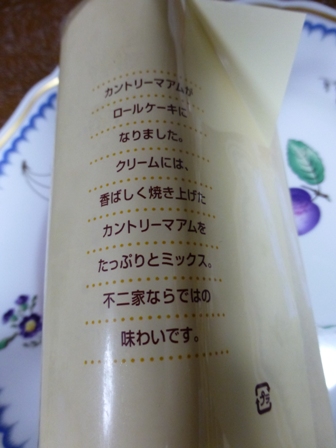 カントリーマアムが
ロールケーキに
なりました。
クリームには、
香ばしく焼き上げた
カントリーマアムを
たっぷりとミックス。
不二家ならではの
味わいです。
プラ